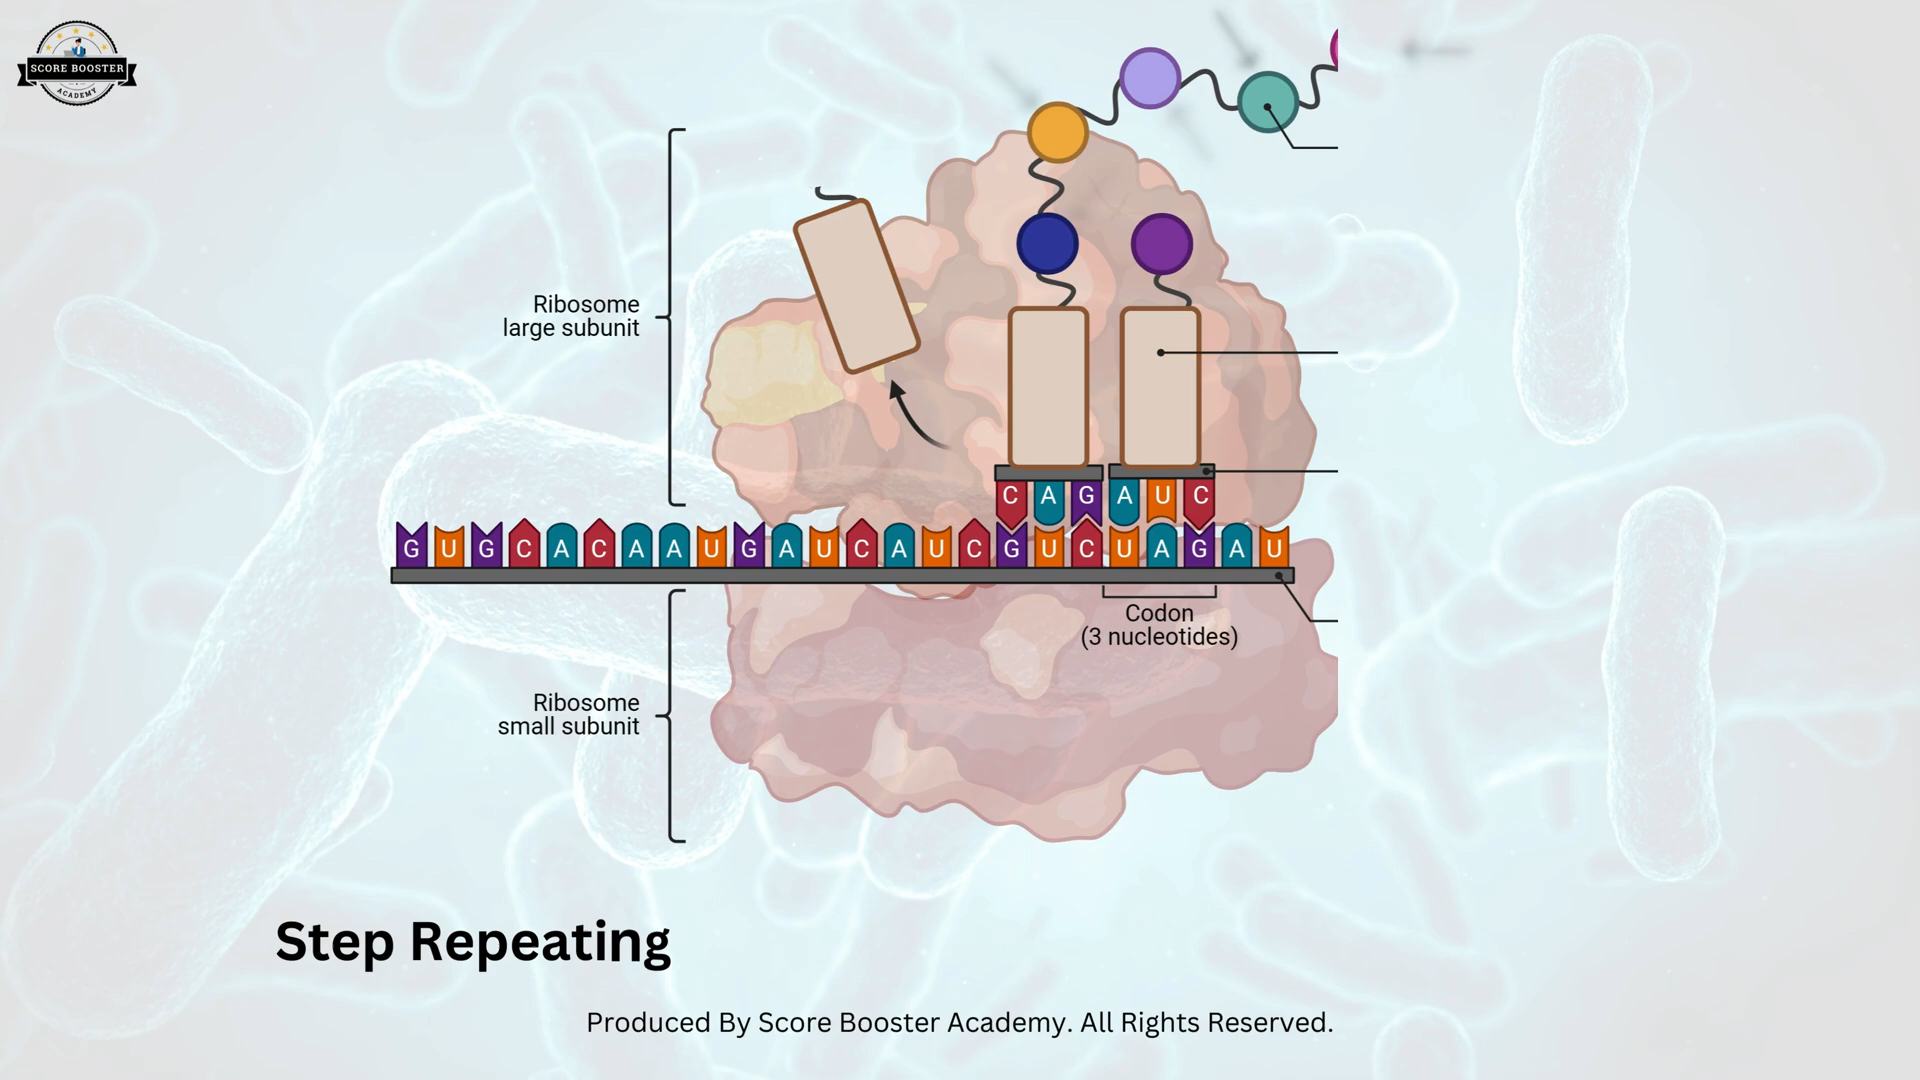 SCORE BOOSTER
ACADEMY
Ribosome
large subunit
C A G A U C
G U G C A C A A U G A U C A U C G U C U A G A U
Codon
(3 nucleotides)
Ribosome
small subunit
Step Repeating
Produced By Score Booster Academy. All Rights Reserved.